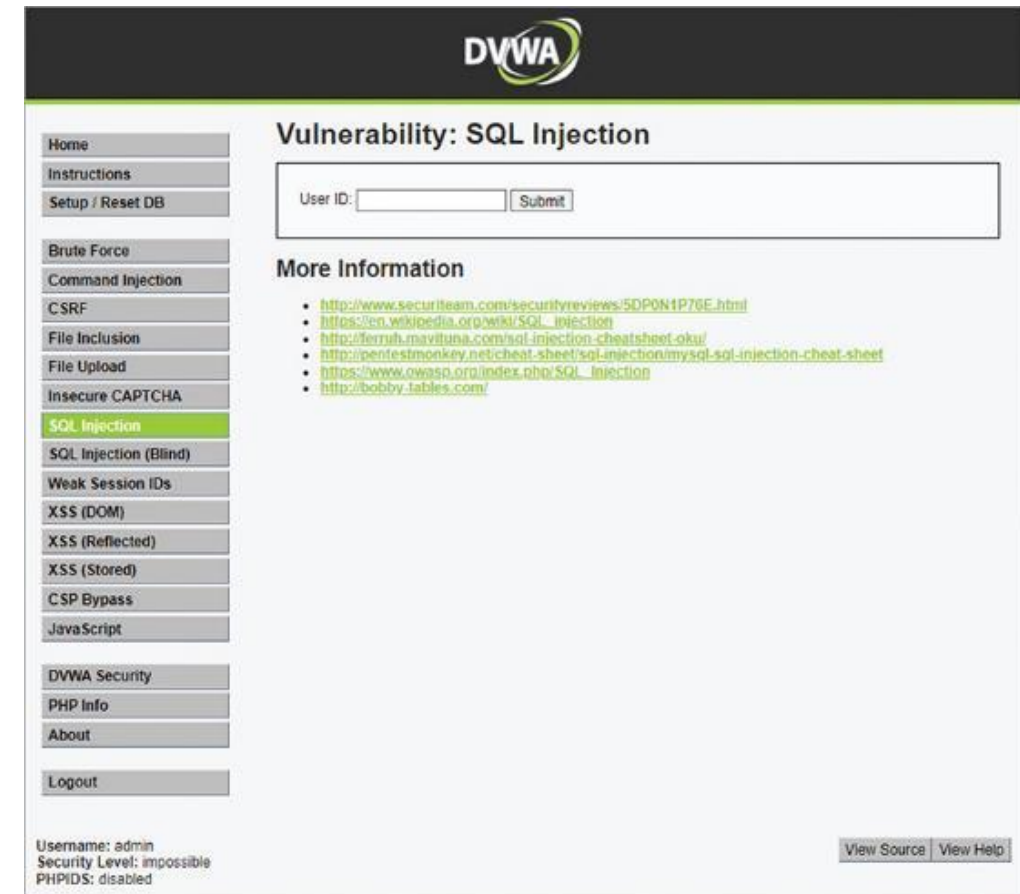 DVWA
Home
Instructions
Setup / Reset DB
Brute Force
Command Injection
CSRF
File Inclusion
File Upload
Insecure CAPTCHA
SQL Injection
SQL Injection (Blind)
Weak Session IDs
XSS (DOM)
XSS (Reflected)
XSS (Stored)
CSP Bypass
JavaScript
DVWA Security
PHP Info
About
Logout
Vulnerability: SQL Injection
User ID: Submit
More Information
http://www.securiteam.com/securityreviews/5DP0N1P76E.html
https://en.wikipedia.org/wiki/SQL_injection
http://ferruh.mavituna.com/sql-injection-cheatsheet-oku/
http://pentestmonkey.net/cheat-sheet/sql-injection/mysql-sql-injection-cheat-sheet
https://www.owasp.org/index.php/SQL_Injection
http://bobby-tables.com/
Username: admin
Security Level: impossible
PHPIDS: disabled
View Source View Help